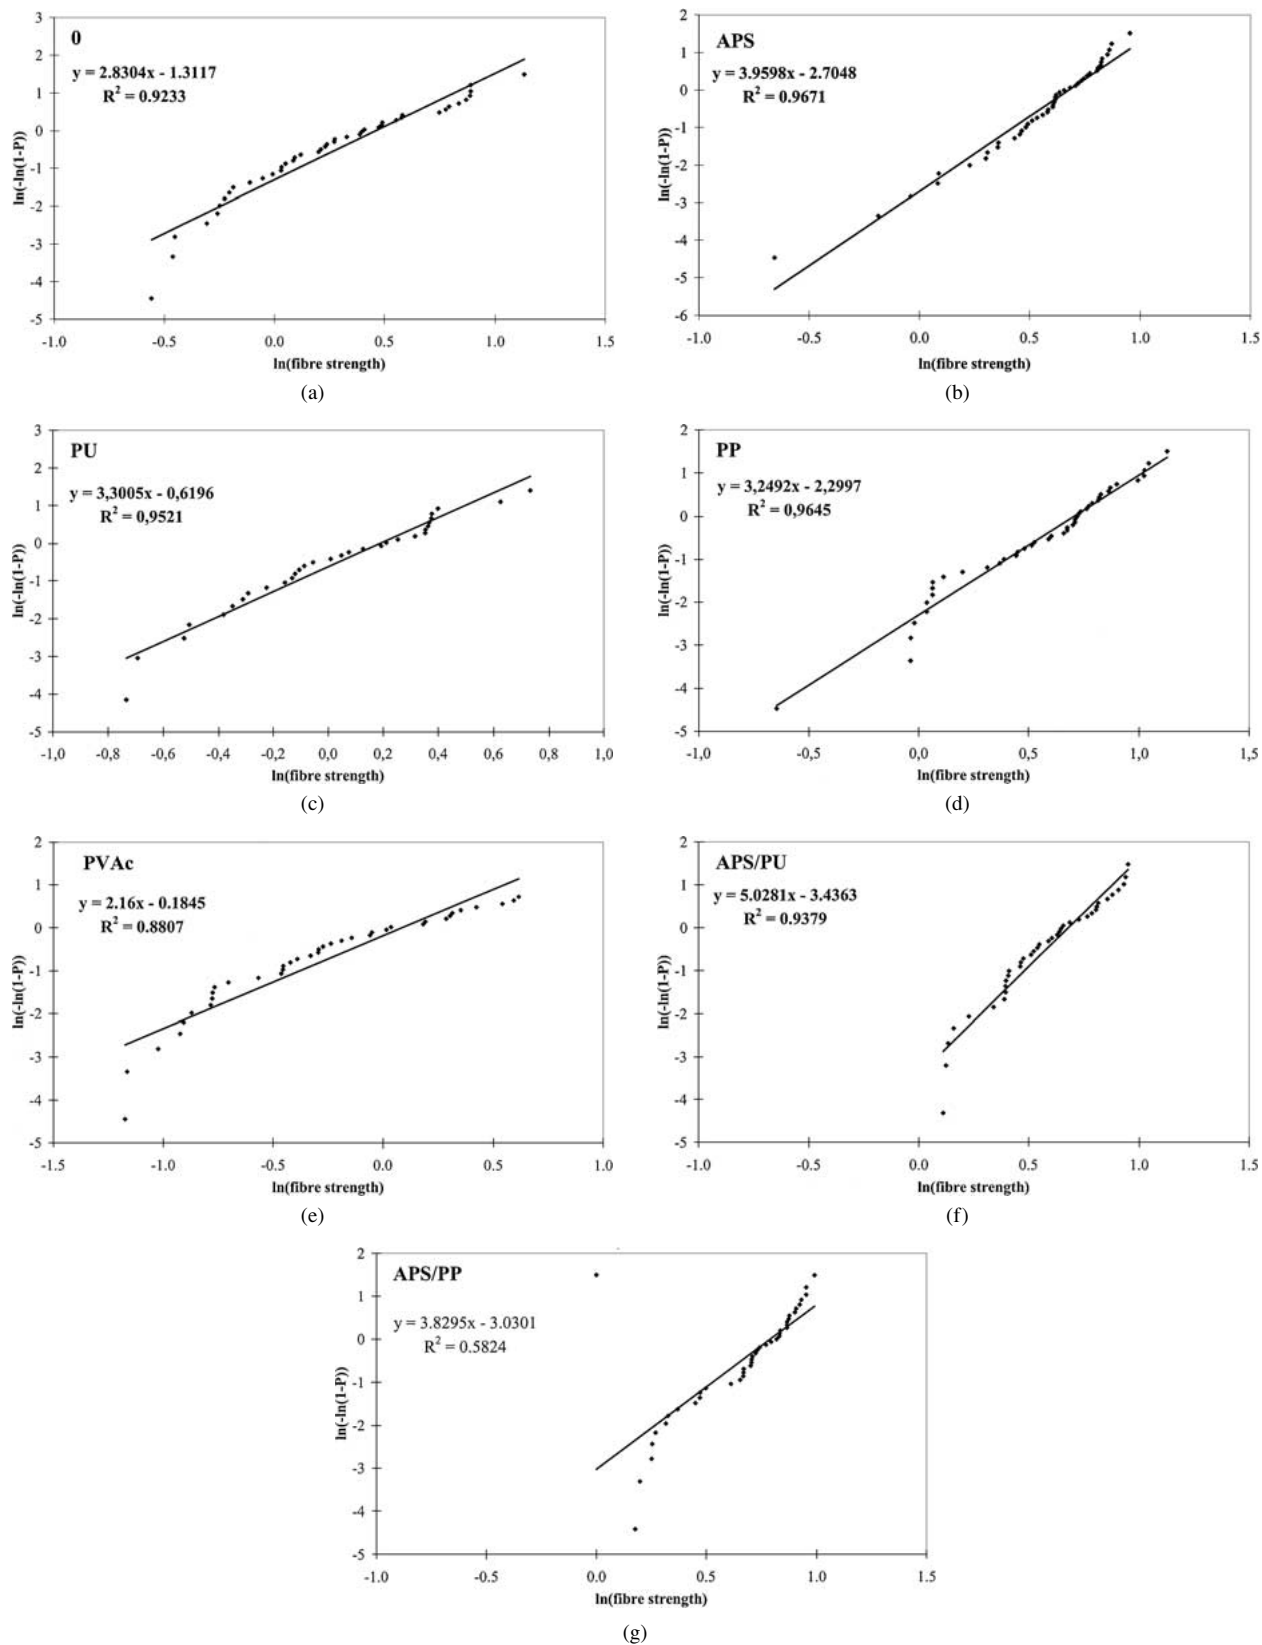 0
y = 2.8304x - 1.3117
R² = 0.9233
ln(-ln(1-P))
3
2
1
0
-1
-2
-3
-4
-5
-1.0 -0.5 0.0 0.5 1.0 1.5
ln(fibre strength)
(a)
APS
y = 3.9598x - 2.7048
R² = 0.9671
ln(-ln(1-P))
2
1
0
-1
-2
-3
-4
-5
-6
-1.0 -0.5 0.0 0.5 1.0 1.5
ln(fibre strength)
(b)
PU
y = 3,3005x - 0,6196
R² = 0,9521
ln(-ln(1-P))
3
2
1
0
-1
-2
-3
-4
-5
-1,0 -0,8 -0,6 -0,4 -0,2 0,0 0,2 0,4 0,6 0,8 1,0
ln(fibre strength)
(c)
PP
y = 3,2492x - 2,2997
R² = 0,9645
ln(-ln(1-P))
2
1
0
-1
-2
-3
-4
-5
-1,0 -0,5 0,0 0,5 1,0 1,5
ln(fibre strength)
(d)
PVAc
y = 2.16x - 0.1845
R² = 0.8807
ln(-ln(1-P))
2
1
0
-1
-2
-3
-4
-5
-1.5 -1.0 -0.5 0.0 0.5 1.0
ln(fibre strength)
(e)
APS/PU
y = 5.0281x - 3.4363
R² = 0.9379
ln(-ln(1-P))
2
1
0
-1
-2
-3
-4
-5
-1.0 -0.5 0.0 0.5 1.0 1.5
ln(fibre strength)
(f)
APS/PP
y = 3.8295x - 3.0301
R² = 0.5824
ln(-ln(1-P))
2
1
0
-1
-2
-3
-4
-5
-1.0 -0.5 0.0 0.5 1.0 1.5
ln(fibre strength)
(g)